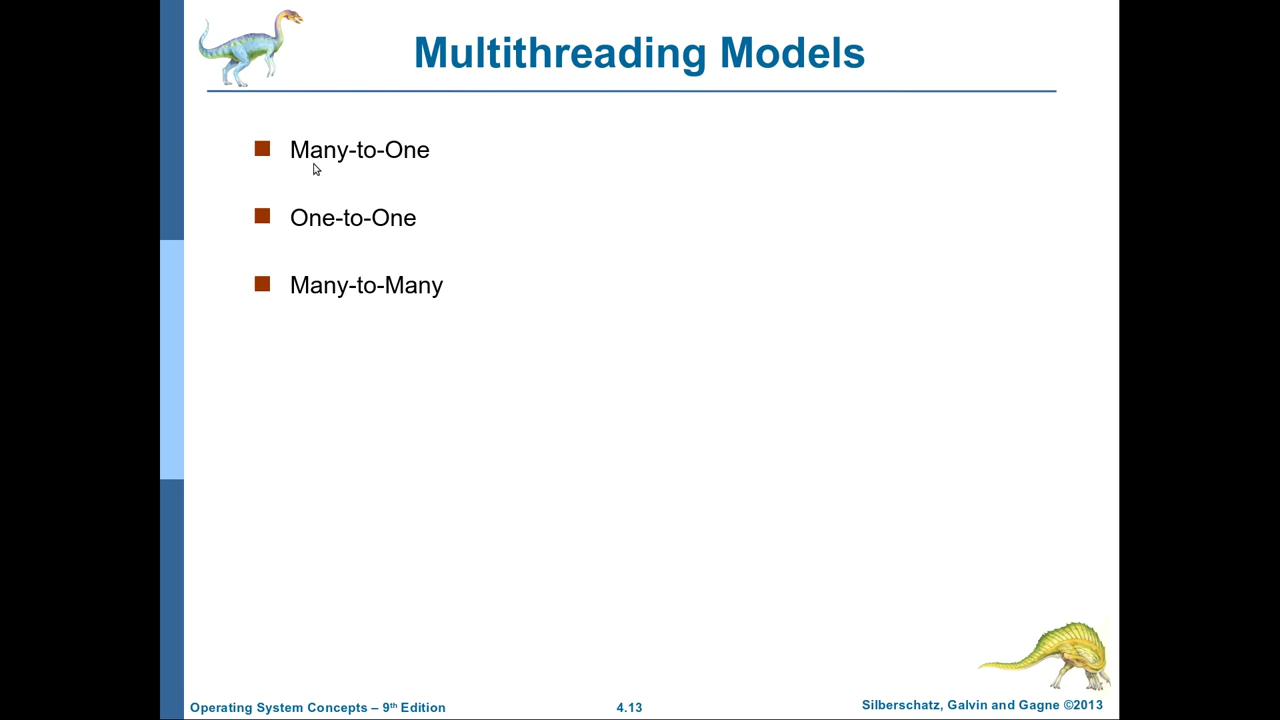 Multithreading Models
Many-to-One
One-to-One
Many-to-Many
Operating System Concepts – 9th Edition
4.13
Silberschatz, Galvin and Gagne ©2013